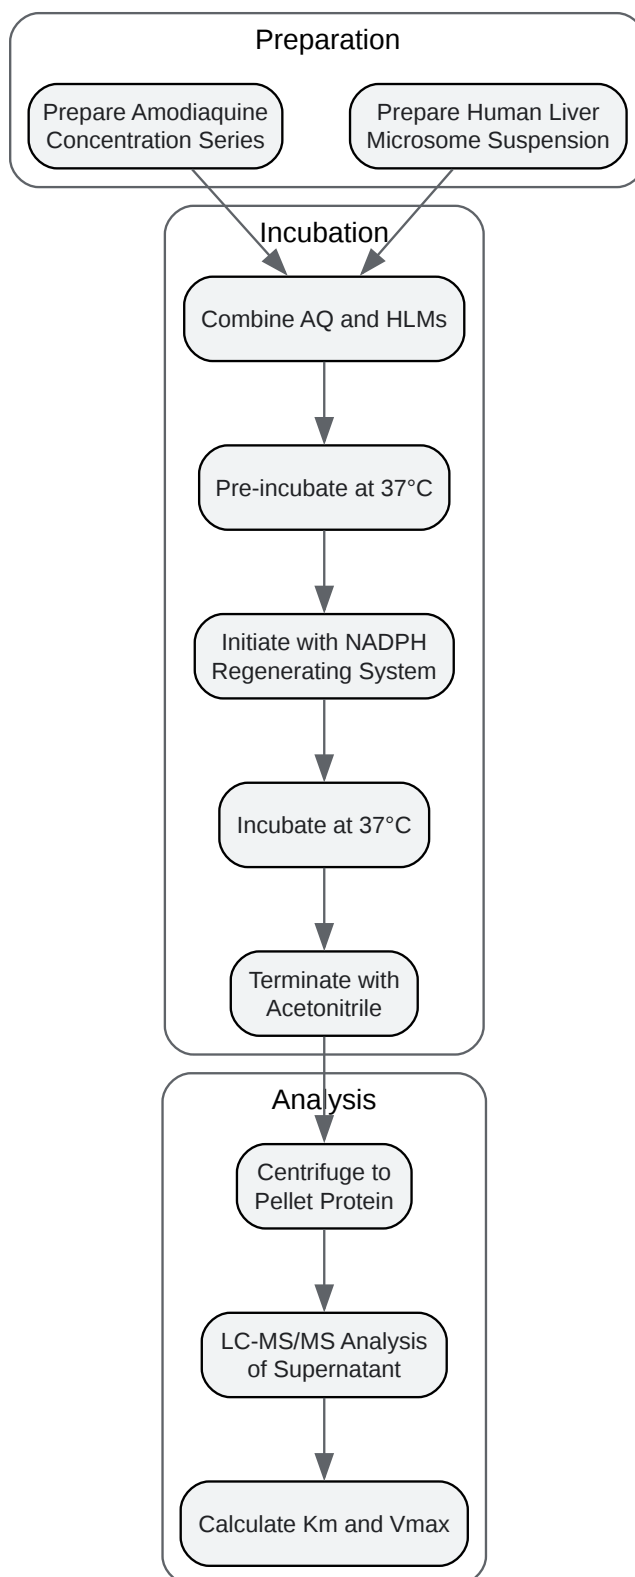 Preparation
Prepare Amodiaquine
Concentration Series
Prepare Human Liver
Microsome Suspension
Incubation
Combine AQ and HLMs
Pre-incubate at 37°C
Initiate with NADPH
Regenerating System
Incubate at 37°C
Terminate with
Acetonitrile
Analysis
Centrifuge to
Pellet Protein
LC-MS/MS Analysis
of Supernatant
Calculate Km and Vmax